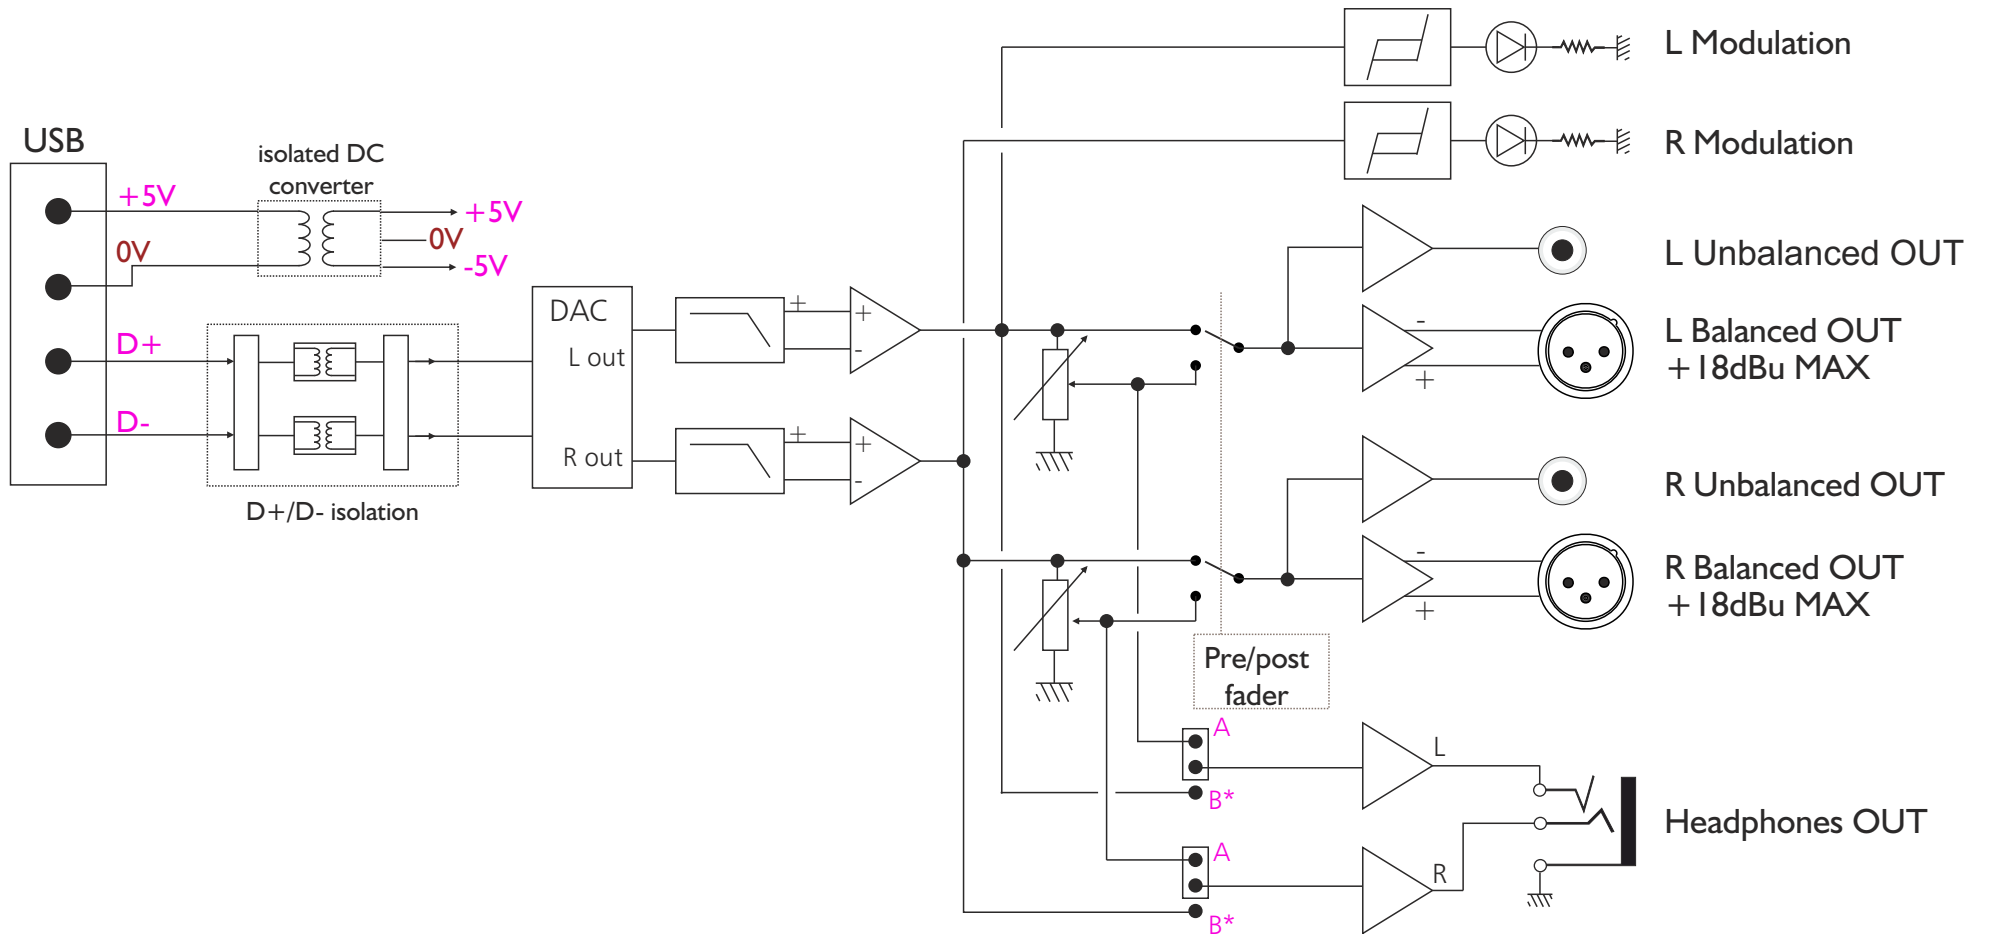 L Modulation
R Modulation
USB
isolated DC
converter
+5V
+5V
0V
0V
-5V
L Unbalanced OUT
DAC
L out
R out
+
+
-
D+
D-
D+/D- isolation
+
+
-
-
+
L Balanced OUT
+18dBu MAX
R Unbalanced OUT
-
+
R Balanced OUT
+18dBu MAX
Pre/post
fader
A
B*
L
A
B*
R
Headphones OUT